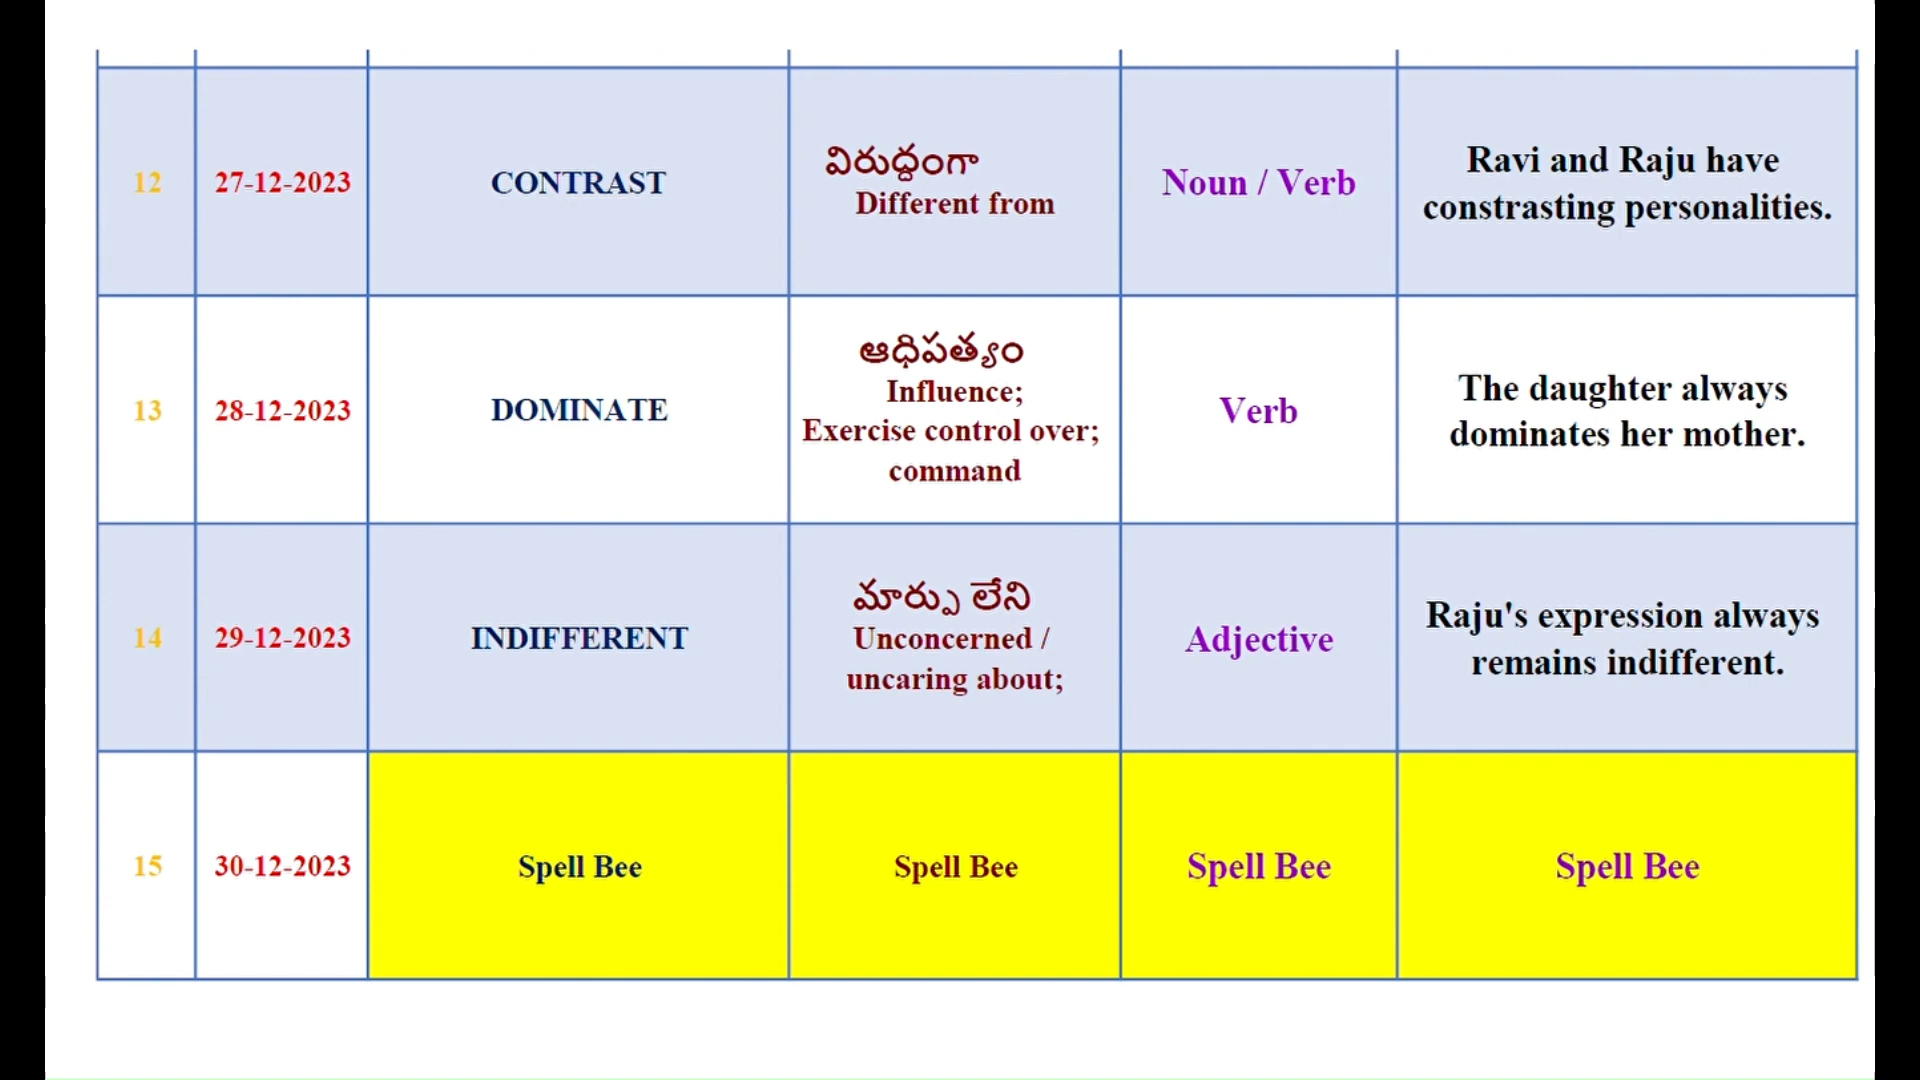 12 27-12-2023 CONTRAST విరుద్ధంగా Different from Noun / Verb Ravi and Raju have constrasting personalities.
13 28-12-2023 DOMINATE ఆధిపత్యం Influence; Exercise control over; command Verb The daughter always dominates her mother.
14 29-12-2023 INDIFFERENT మార్పు లేని Unconcerned / uncaring about; Adjective Raju's expression always remains indifferent.
15 30-12-2023 Spell Bee Spell Bee Spell Bee Spell Bee